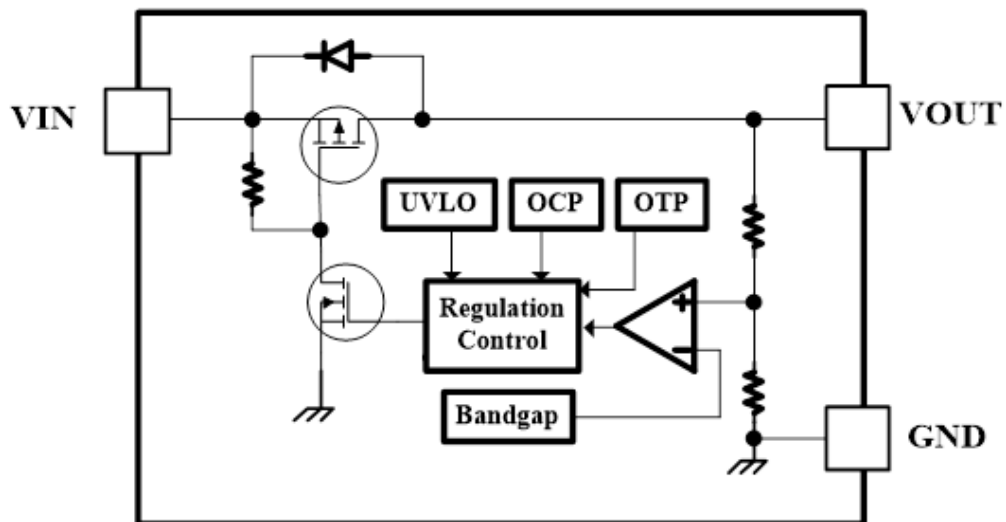 VIN
VOUT
UVLO
OCP
OTP
Regulation
Control
+
−
Bandgap
GND